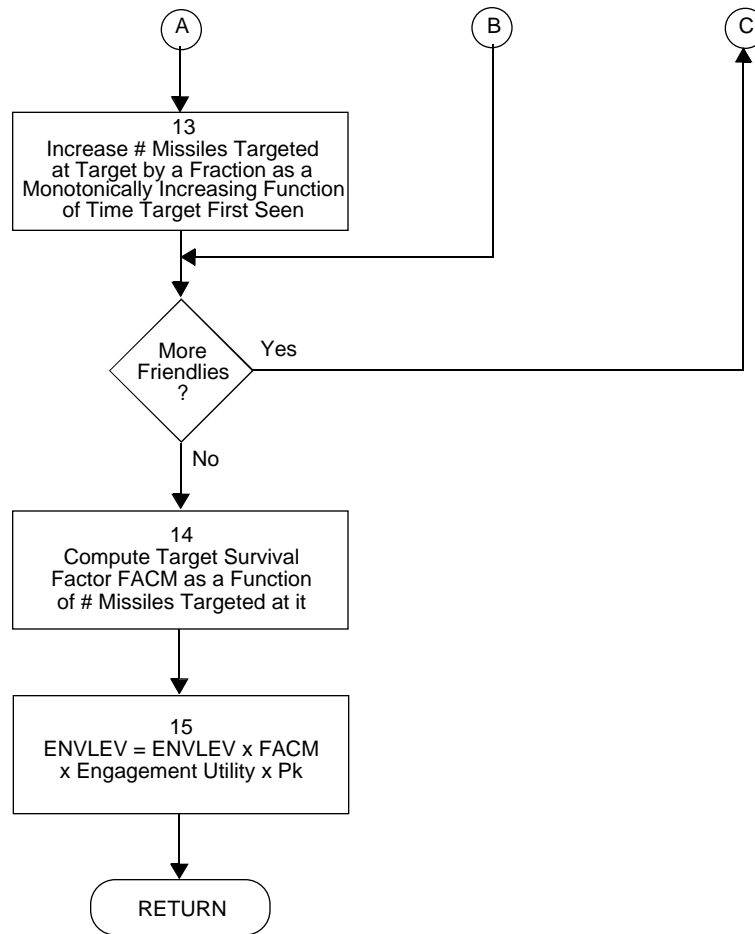 A
B
C
13
Increase # Missiles Targeted
at Target by a Fraction as a
Monotonically Increasing Function
of Time Target First Seen
More
Friendlies
?
Yes
No
14
Compute Target Survival
Factor FACM as a Function
of # Missiles Targeted at it
15
ENVLEV = ENVLEV x FACM
x Engagement Utility x Pk
RETURN